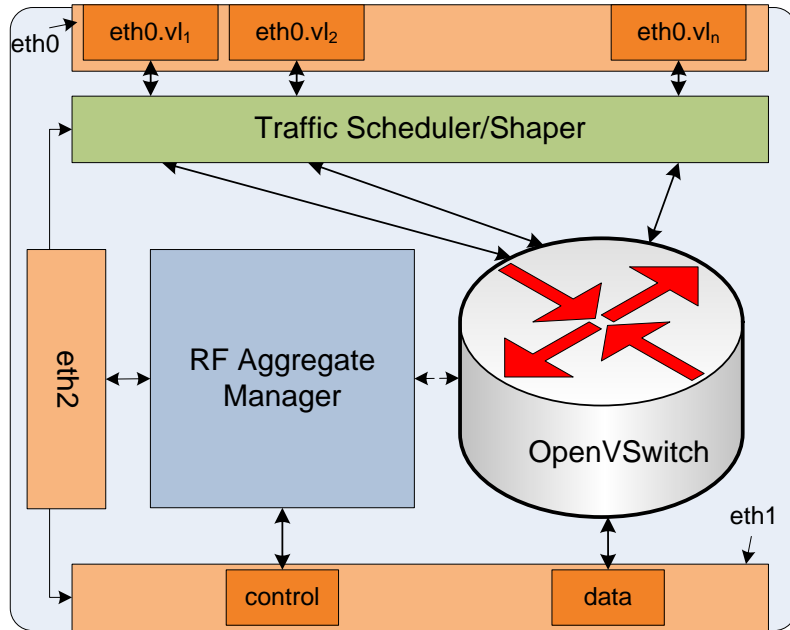 eth0
eth0.vl₁ eth0.vl₂ eth0.vlₙ
Traffic Scheduler/Shaper
eth2
RF Aggregate
Manager
OpenVSwitch
eth1
control data